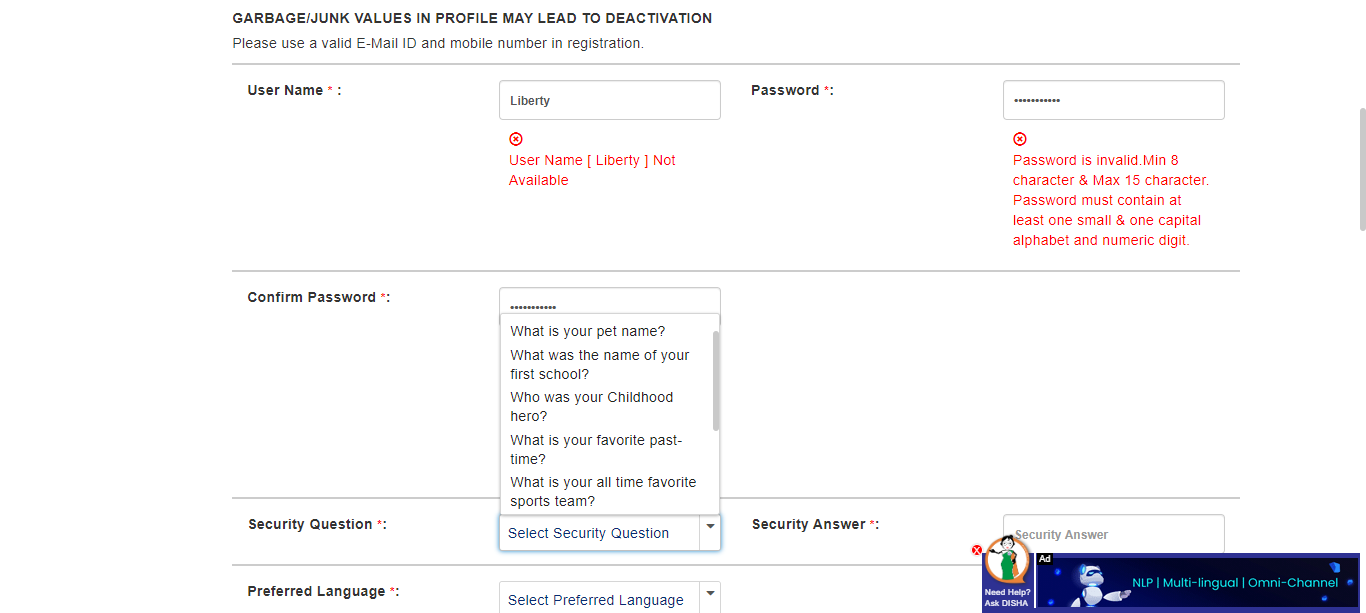 GARBAGE/JUNK VALUES IN PROFILE MAY LEAD TO DEACTIVATION
Please use a valid E-Mail ID and mobile number in registration.
User Name * :
Liberty
User Name [ Liberty ] Not
Available
Password *:
•••••••••••
Password is invalid.Min 8
character & Max 15 character.
Password must contain at
least one small & one capital
alphabet and numeric digit.
Confirm Password *:
•••••••••••
What is your pet name?
What was the name of your
first school?
Who was your Childhood
hero?
What is your favorite past-
time?
What is your all time favorite
sports team?
Security Question *:
Select Security Question
Security Answer *:
Security Answer
Preferred Language *:
Select Preferred Language
Need Help?
Ask DISHA
Ad
NLP | Multi-lingual | Omni-Channel